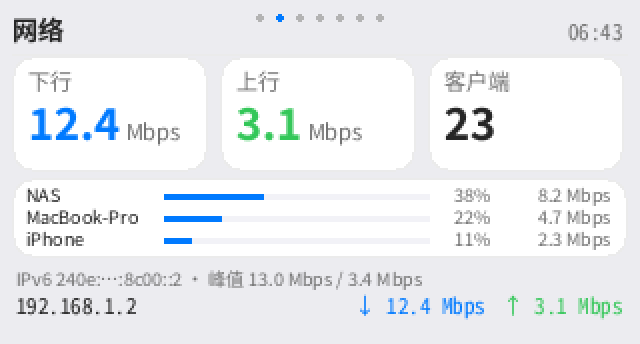 网络 06:43
下行 上行 客户端
12.4 Mbps 3.1 Mbps 23
NAS 38% 8.2 Mbps
MacBook-Pro 22% 4.7 Mbps
iPhone 11% 2.3 Mbps
IPv6 240e:···:8c00::2 · 峰值 13.0 Mbps / 3.4 Mbps
192.168.1.2 ↓ 12.4 Mbps ↑ 3.1 Mbps